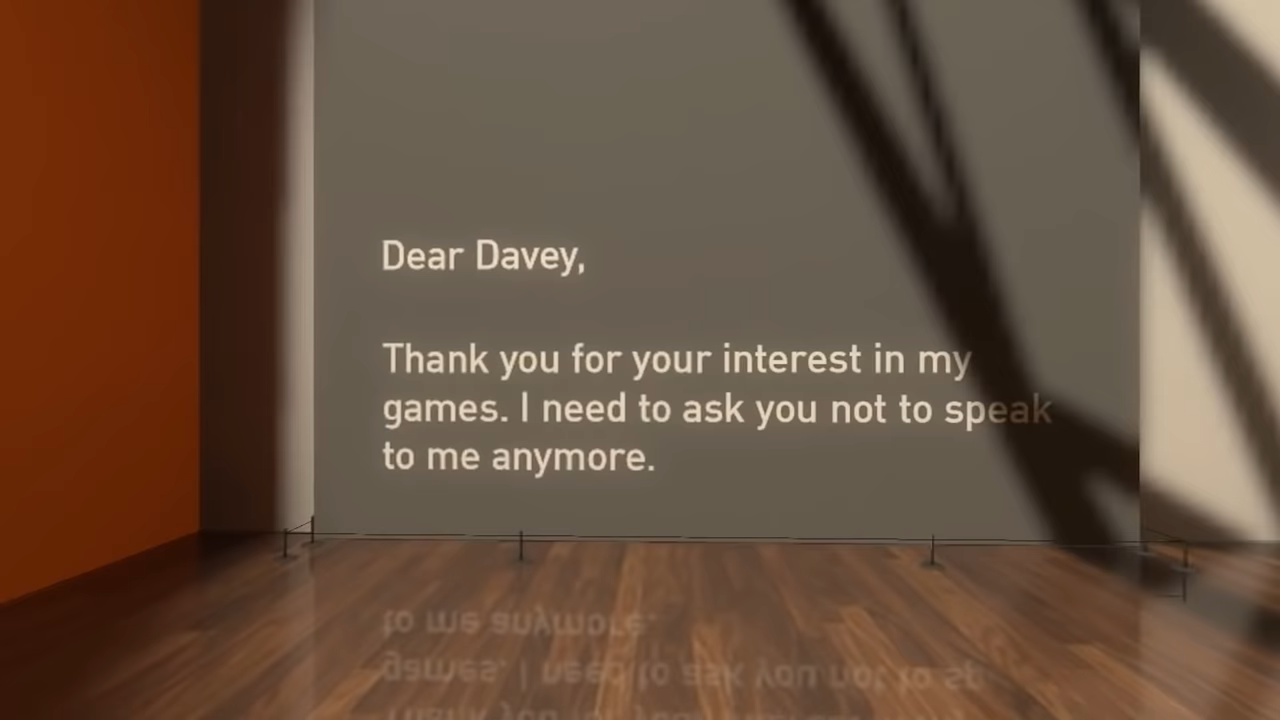 Dear Davey,
Thank you for your interest in my
games. I need to ask you not to speak
to me anymore.